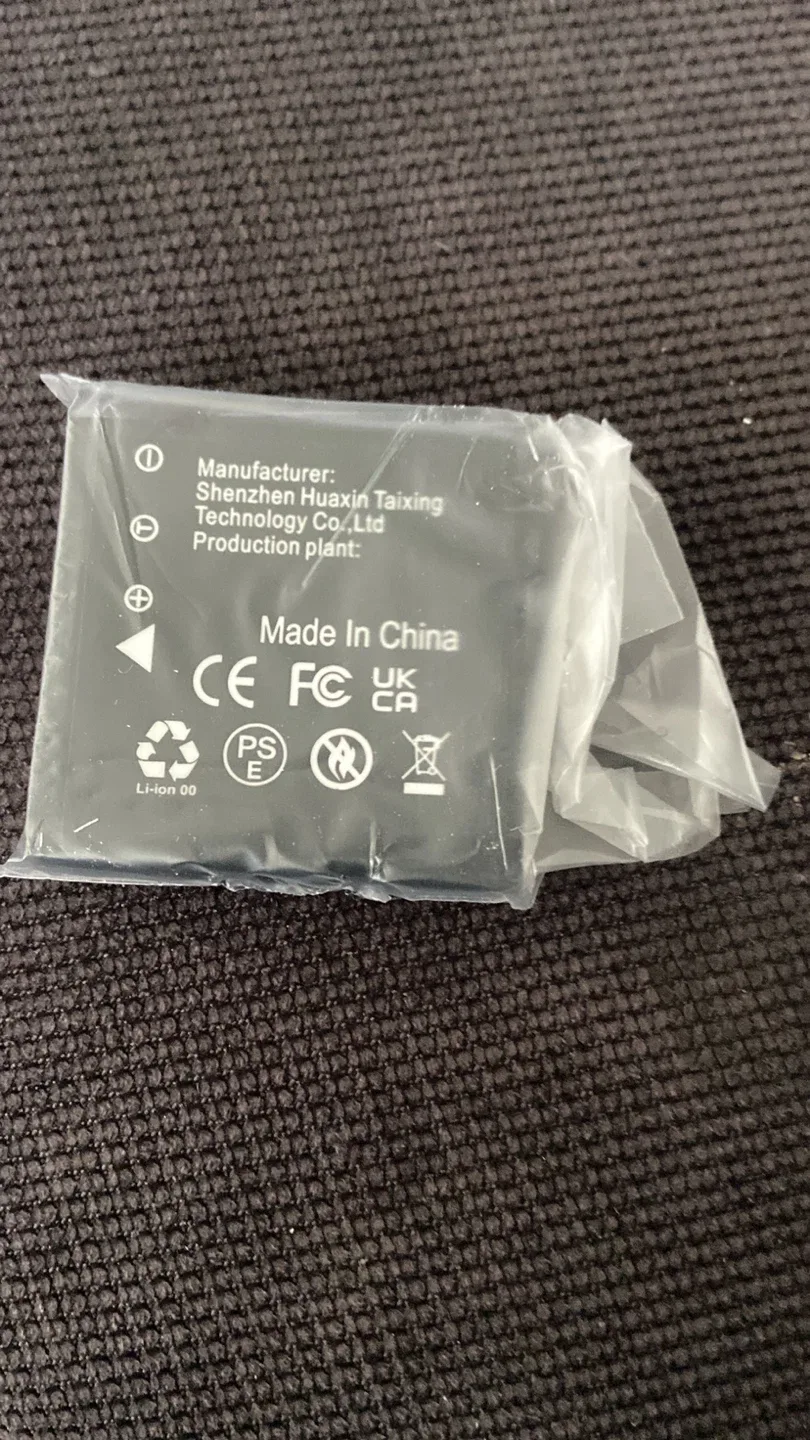 Manufacturer:
Shenzhen Huaxin Taixing
Technology Co.,Ltd
Production plant:
Made In China
CE FC UK
CA
PS
E
Li-ion 00